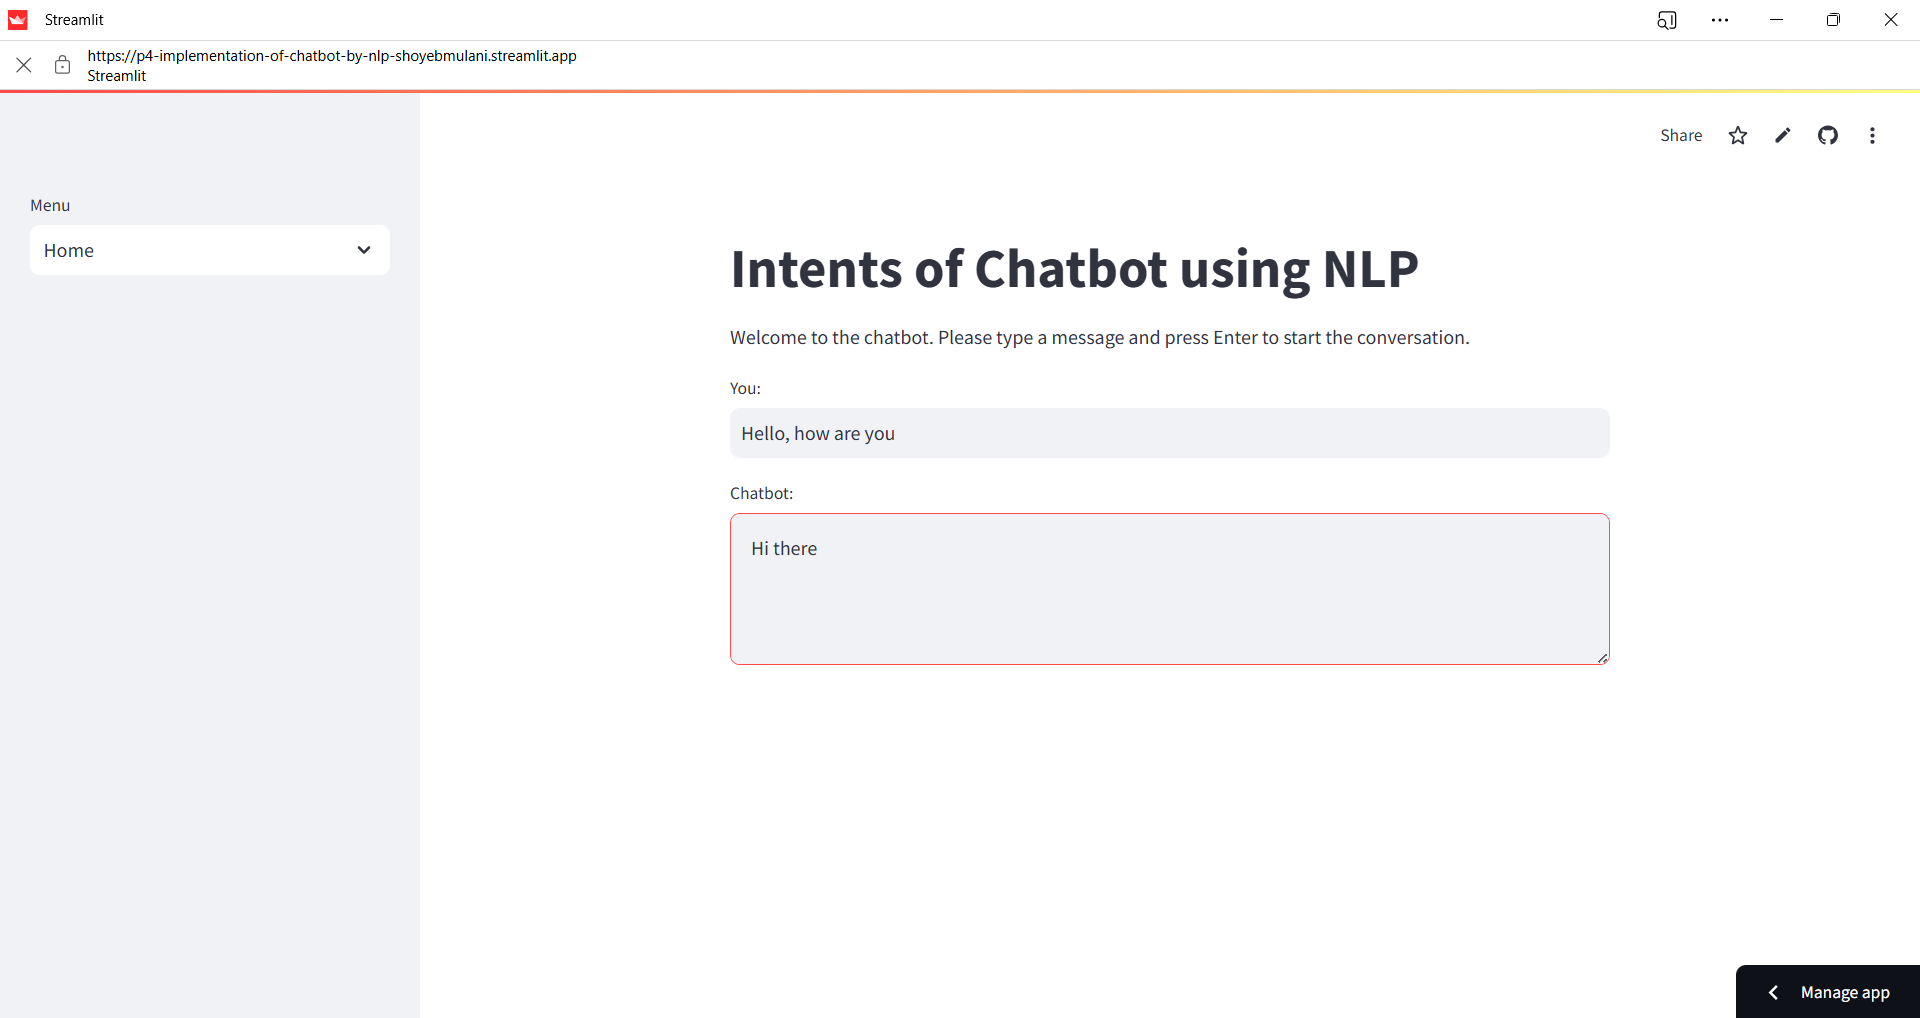 Streamlit
https://p4-implementation-of-chatbot-by-nlp-shoyebmulani.streamlit.app
Streamlit
Share
Menu
Home
Intents of Chatbot using NLP
Welcome to the chatbot. Please type a message and press Enter to start the conversation.
You:
Hello, how are you
Chatbot:
Hi there
Manage app